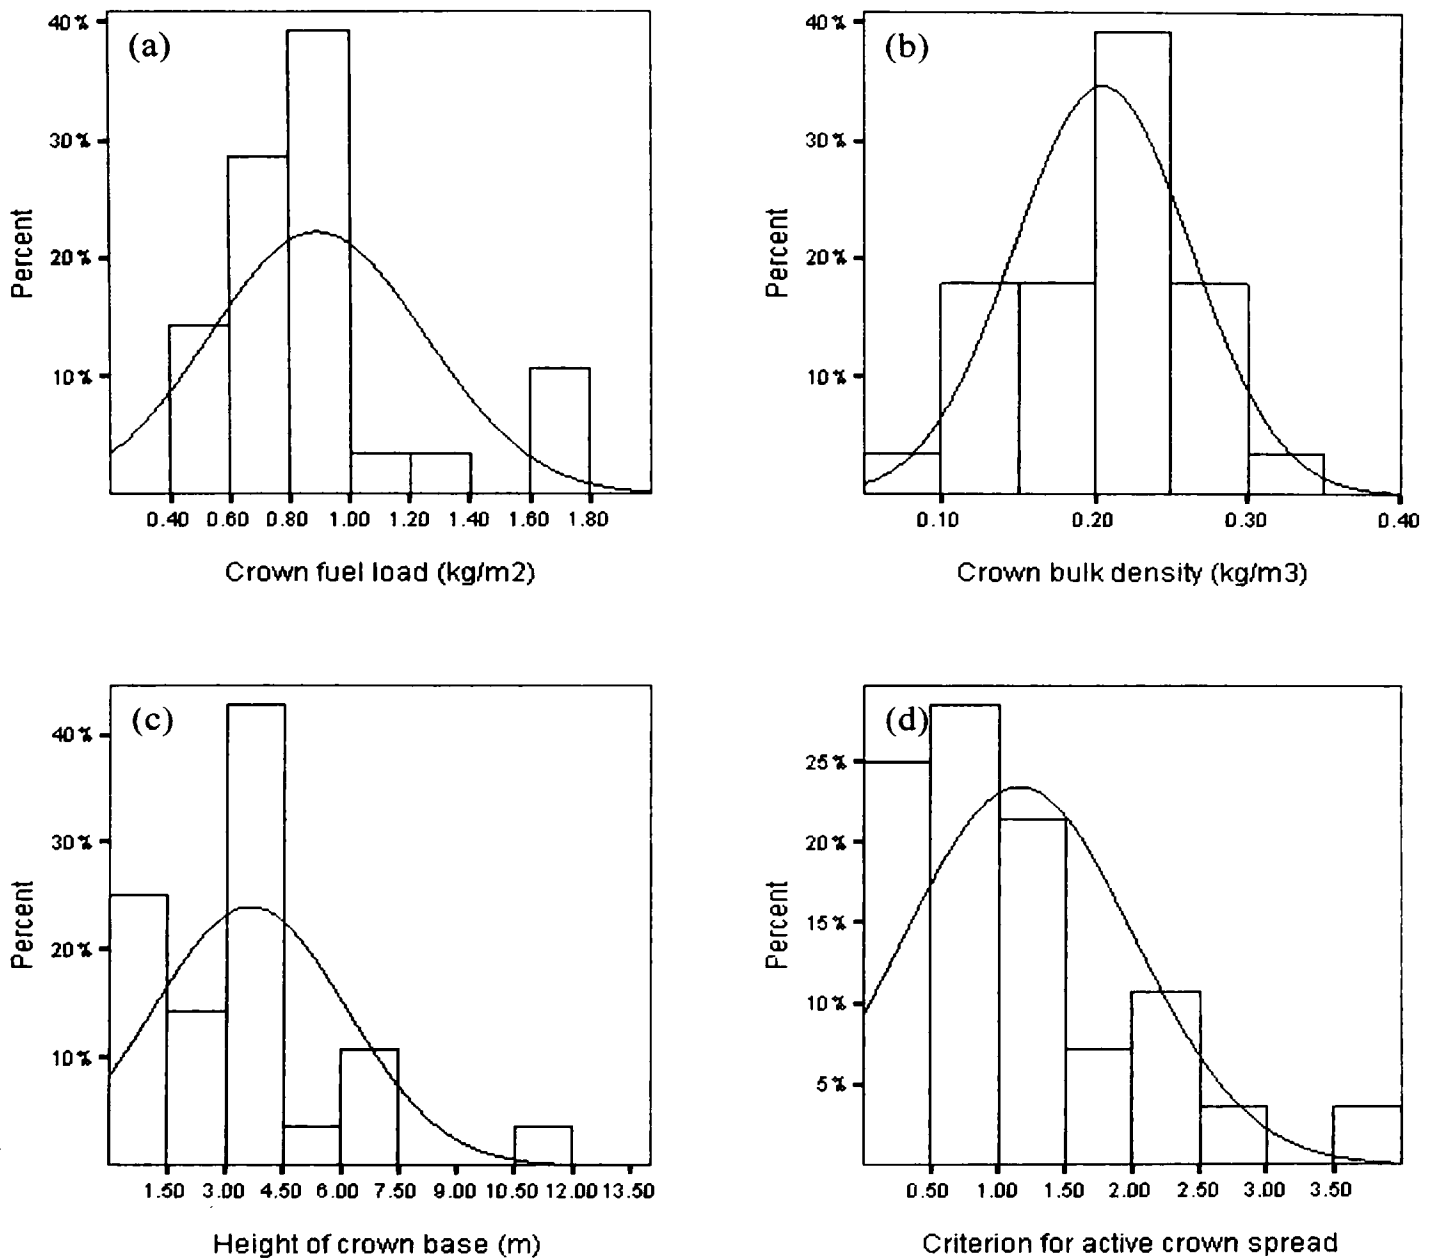 (a)
40%
30%
20%
10%
Percent
0.40 0.60 0.80 1.00 1.20 1.40 1.60 1.80
Crown fuel load (kg/m2)
(b)
40%
30%
20%
10%
Percent
0.10 0.20 0.30 0.40
Crown bulk density (kg/m3)
(c)
40%
30%
20%
10%
Percent
1.50 3.00 4.50 6.00 7.50 9.00 10.50 12.00 13.50
Height of crown base (m)
(d)
25%
20%
15%
10%
5%
Percent
0.50 1.00 1.50 2.00 2.50 3.00 3.50
Criterion for active crown spread